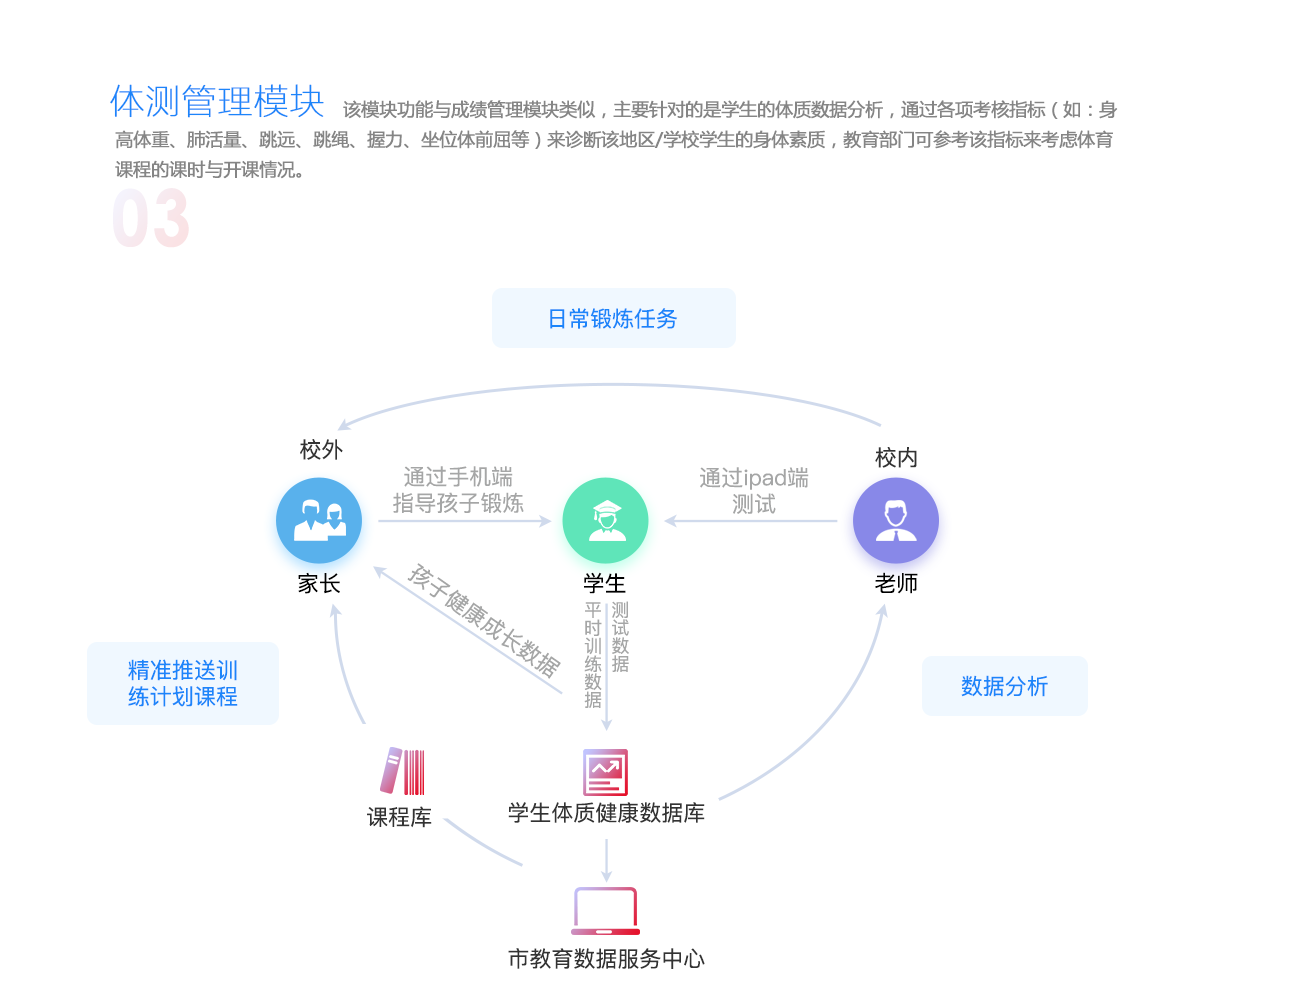 体测管理模块
该模块功能与成绩管理模块类似，主要针对的是学生的体质数据分析，通过各项考核指标（如：身
高体重、肺活量、跳远、跳绳、握力、坐位体前屈等）来诊断该地区/学校学生的身体素质，教育部门可参考该指标来考虑体育
课程的课时与开课情况。
03
日常锻炼任务
校外
校内
通过手机端
指导孩子锻炼
通过ipad端
测试
家长
学生
老师
孩子健康成长数据
平时训练数据
测试数据
精准推送训
练计划课程
数据分析
课程库
学生体质健康数据库
市教育数据服务中心